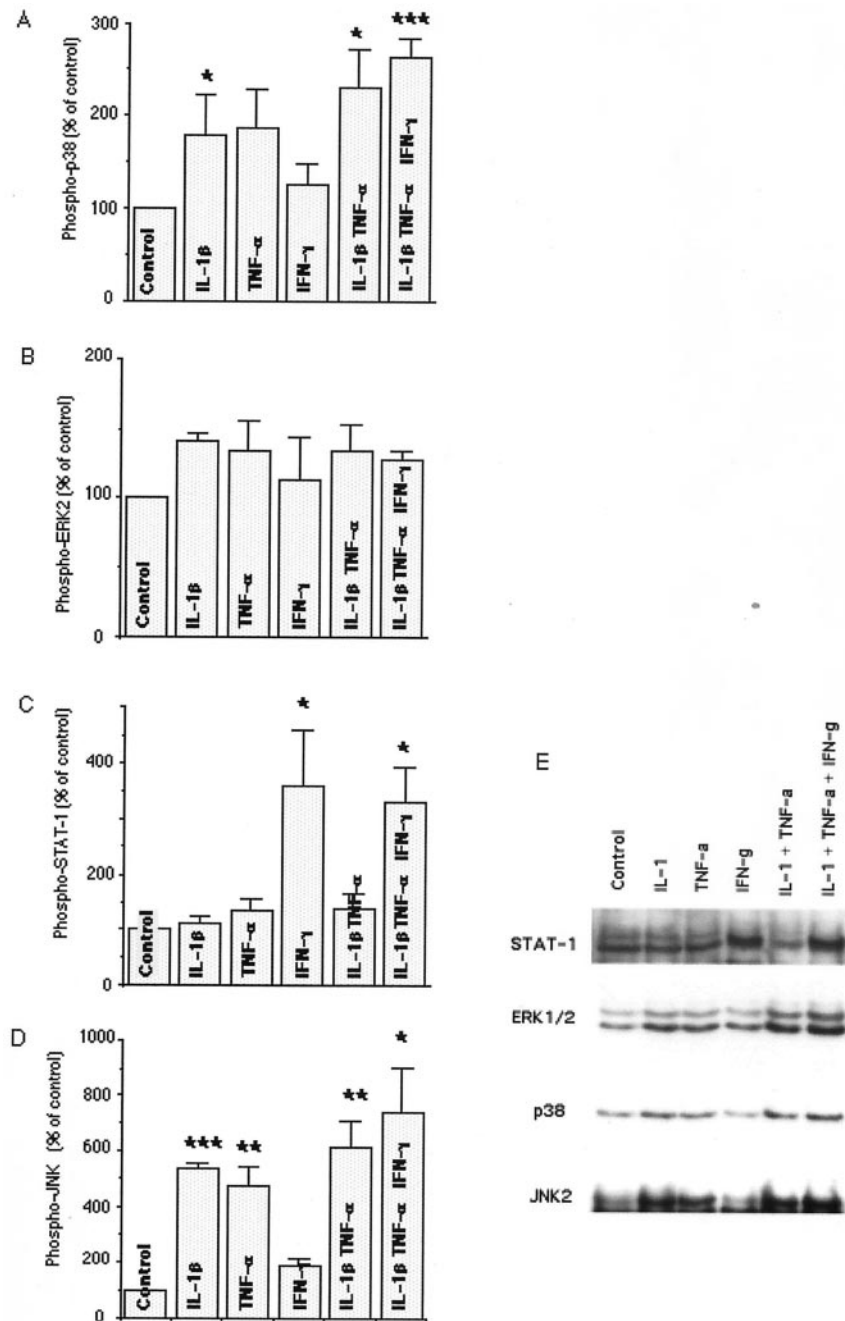 A
Phospho-p38 (% of control)
300
200
100
0
*
*
***
Control
IL-1β
TNF-α
IFN-γ
IL-1β TNF-α
IL-1β TNF-α IFN-γ
B
Phospho-ERK2 (% of control)
200
100
0
Control
IL-1β
TNF-α
IFN-γ
IL-1β TNF-α
IL-1β TNF-α IFN-γ
C
Phospho-STAT-1 (% of control)
400
200
100
0
*
*
Control
IL-1β
TNF-α
IFN-γ
IL-1β TNF-α
IL-1β TNF-α IFN-γ
D
Phospho-JNK (% of control)
1000
800
600
400
200
0
***
**
**
*
Control
IL-1β
TNF-α
IFN-γ
IL-1β TNF-α
IL-1β TNF-α IFN-γ
E
Control
IL-1
TNF-a
IFN-g
IL-1 + TNF-a
IL-1 + TNF-a + IFN-g
STAT-1
ERK1/2
p38
JNK2